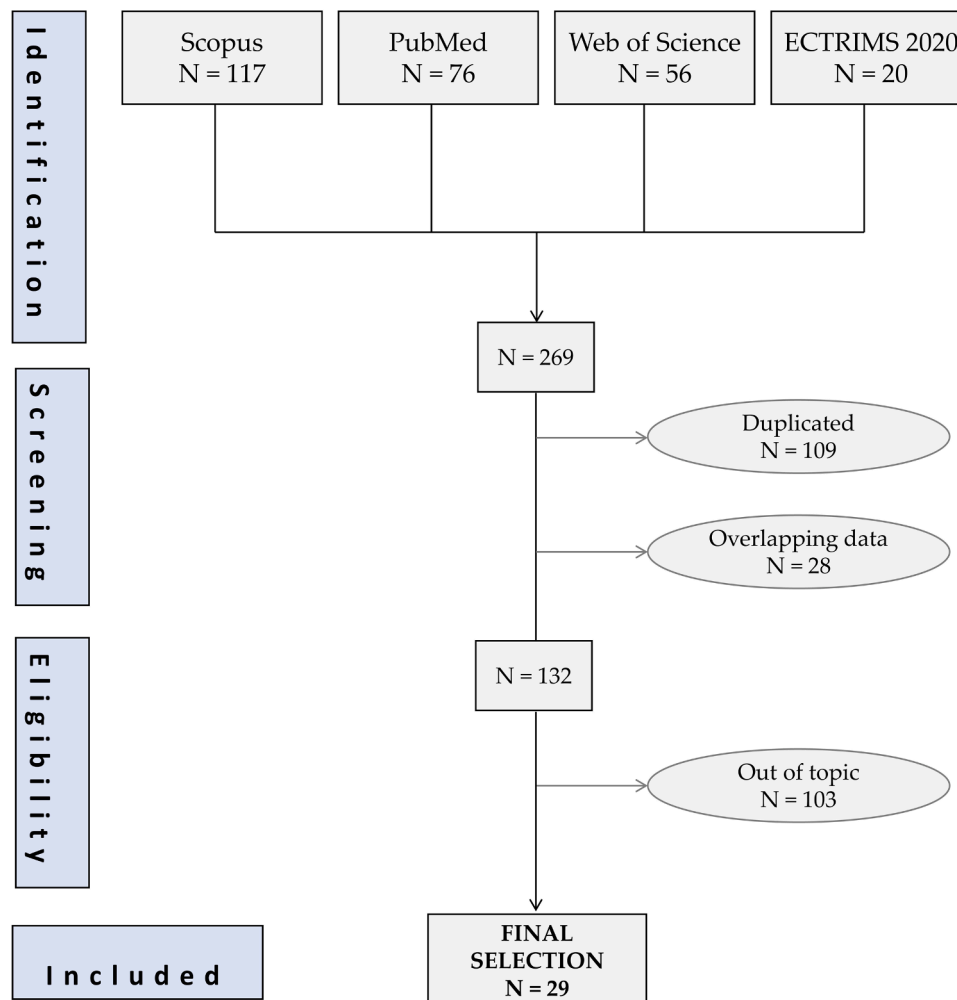 Identification
Scopus
N = 117
PubMed
N = 76
Web of Science
N = 56
ECTRIMS 2020
N = 20
N = 269
Screening
Duplicated
N = 109
Overlapping data
N = 28
Eligibility
N = 132
Out of topic
N = 103
Included
FINAL
SELECTION
N = 29